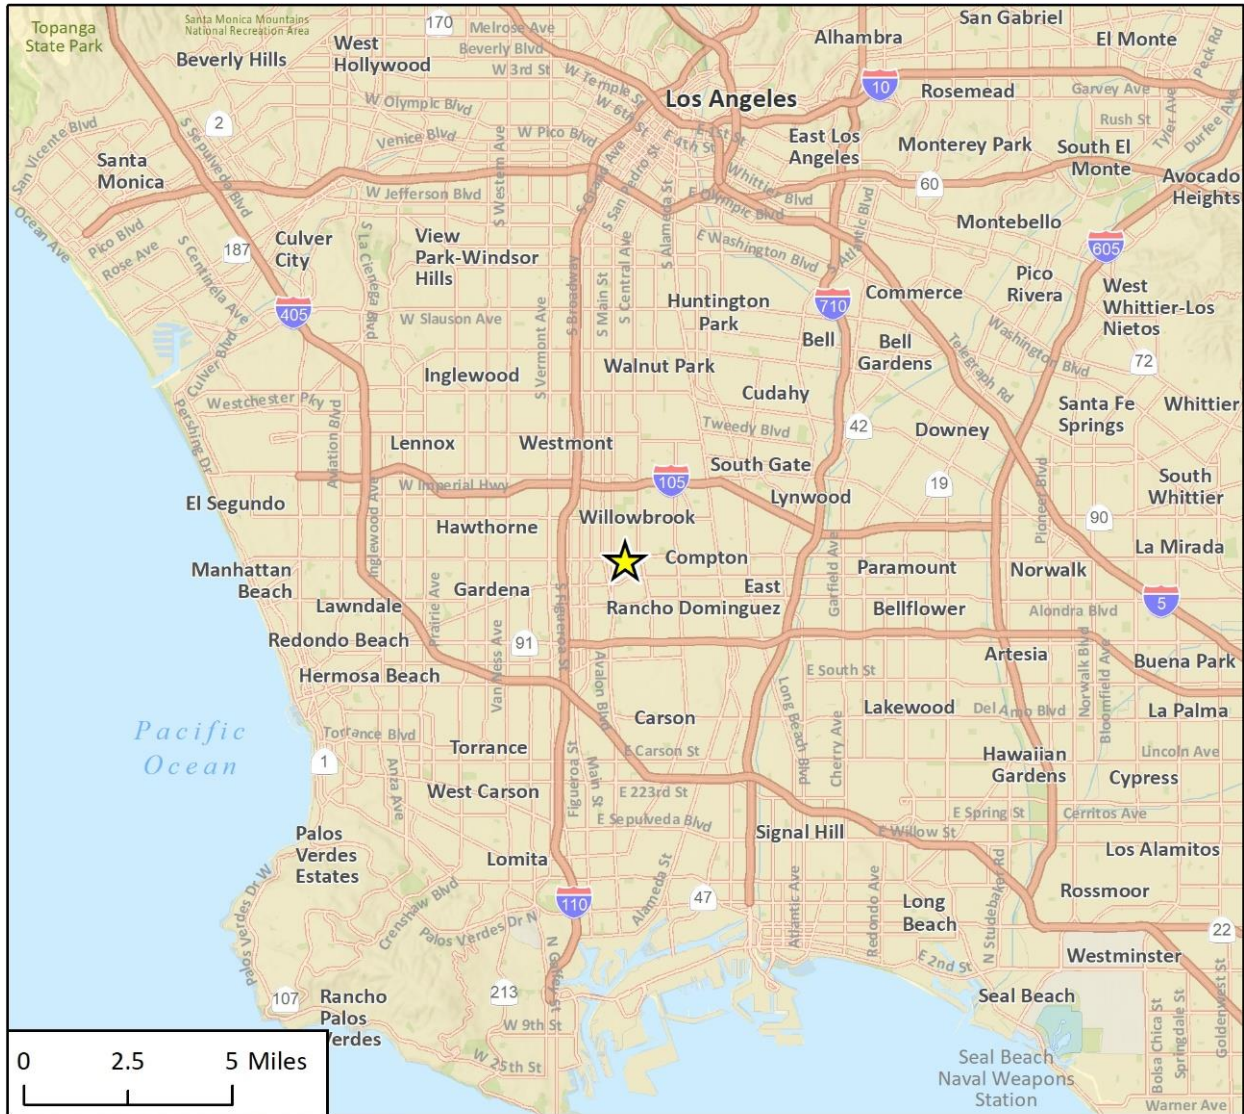 Topanga
State Park
Santa Monica Mountains
National Recreation Area
170
Melrose Ave
San Gabriel
Beverly Hills
West
Hollywood
Beverly Blvd
W 3rd St
Alhambra
El Monte
Peck Rd
W Temple St
W 6th St
Los Angeles
10
Rosemead
Garvey Ave
2
W Olympic Blvd
Venice Blvd
W Pico Blvd
E 1st St
E 4th St
East Los
Angeles
Monterey Park
Rush St
South El
Monte
Tyler Ave
Durfee Ave
San Vicente Blvd
S Sepulveda Blvd
Santa
Monica
W Jefferson Blvd
S Western Ave
S Grand Ave
S San Pedro St
S Alameda St
Whittier Blvd
E Olympic Blvd
60
Avocado
Heights
Ocean Ave
Pico Blvd
Rose Ave
S Centinela Ave
187
Culver
City
S La Cienega Blvd
View
Park-Windsor
Hills
S Broadway
S Main St
S Central Ave
E Washington Blvd
S Atlantic Blvd
Montebello
605
Pico
Rivera
West
Whittier-Los
Nietos
405
Culver Blvd
W Slauson Ave
S Vermont Ave
Huntington
Park
710
Commerce
Bell
Bell
Gardens
Telegraph Rd
Washington Blvd
72
Inglewood
Walnut Park
Cudahy
Westchester Pky
Pershing Dr
Aviation Blvd
Lennox
Westmont
Tweedy Blvd
42
Downey
Santa Fe
Springs
Whittier
El Segundo
W Imperial Hwy
105
South Gate
Lynwood
19
Pioneer Blvd
90
South
Whittier
Hawthorne
Willowbrook
Inglewood Ave
Manhattan
Beach
Compton
Garfield Ave
Paramount
Norwalk
La Mirada
Lawndale
Prairie Ave
Gardena
S Figueroa St
East
Rancho Dominguez
Bellflower
Alondra Blvd
5
Redondo Beach
Van Ness Ave
91
Avalon Blvd
Hermosa Beach
E South St
Artesia
Norwalk Blvd
Bloomfield Ave
Buena Park
Pacific
Ocean
Torrance Blvd
Carson
Long Beach Blvd
Cherry Ave
Lakewood
Del Amo Blvd
La Palma
1
Anza Ave
Torrance
E Carson St
Hawaiian
Gardens
Lincoln Ave
Cypress
West Carson
Figueroa St
Main St
E 223rd St
E Sepulveda Blvd
E Spring St
Cerritos Ave
Palos
Verdes
Estates
Lomita
Signal Hill
E Willow St
Los Alamitos
Palos Verdes Dr W
Crenshaw Blvd
Palos Verdes Dr N
110
Alameda St
47
Atlantic Ave
Redondo Ave
Long
Beach
N Studebaker Rd
Rossmoor
22
N Gaffey St
E 2nd St
Westminster
107
Rancho
Palos
Verdes
213
W 9th St
W 25th St
Seal Beach
Seal Beach
Naval Weapons
Station
Bolsa Chica St
Springdale St
Goldenwest St
Warner Ave
0 2.5 5 Miles